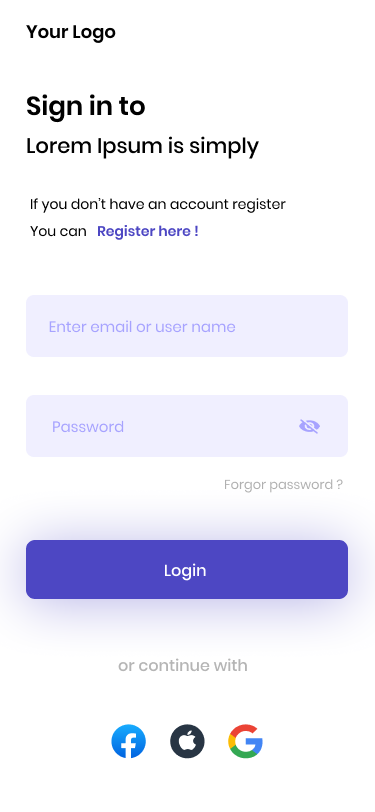 Your Logo
Sign in to
Lorem Ipsum is simply
If you don’t have an account register
You can Register here !
Enter email or user name
Password
Forgor password ?
Login
or continue with